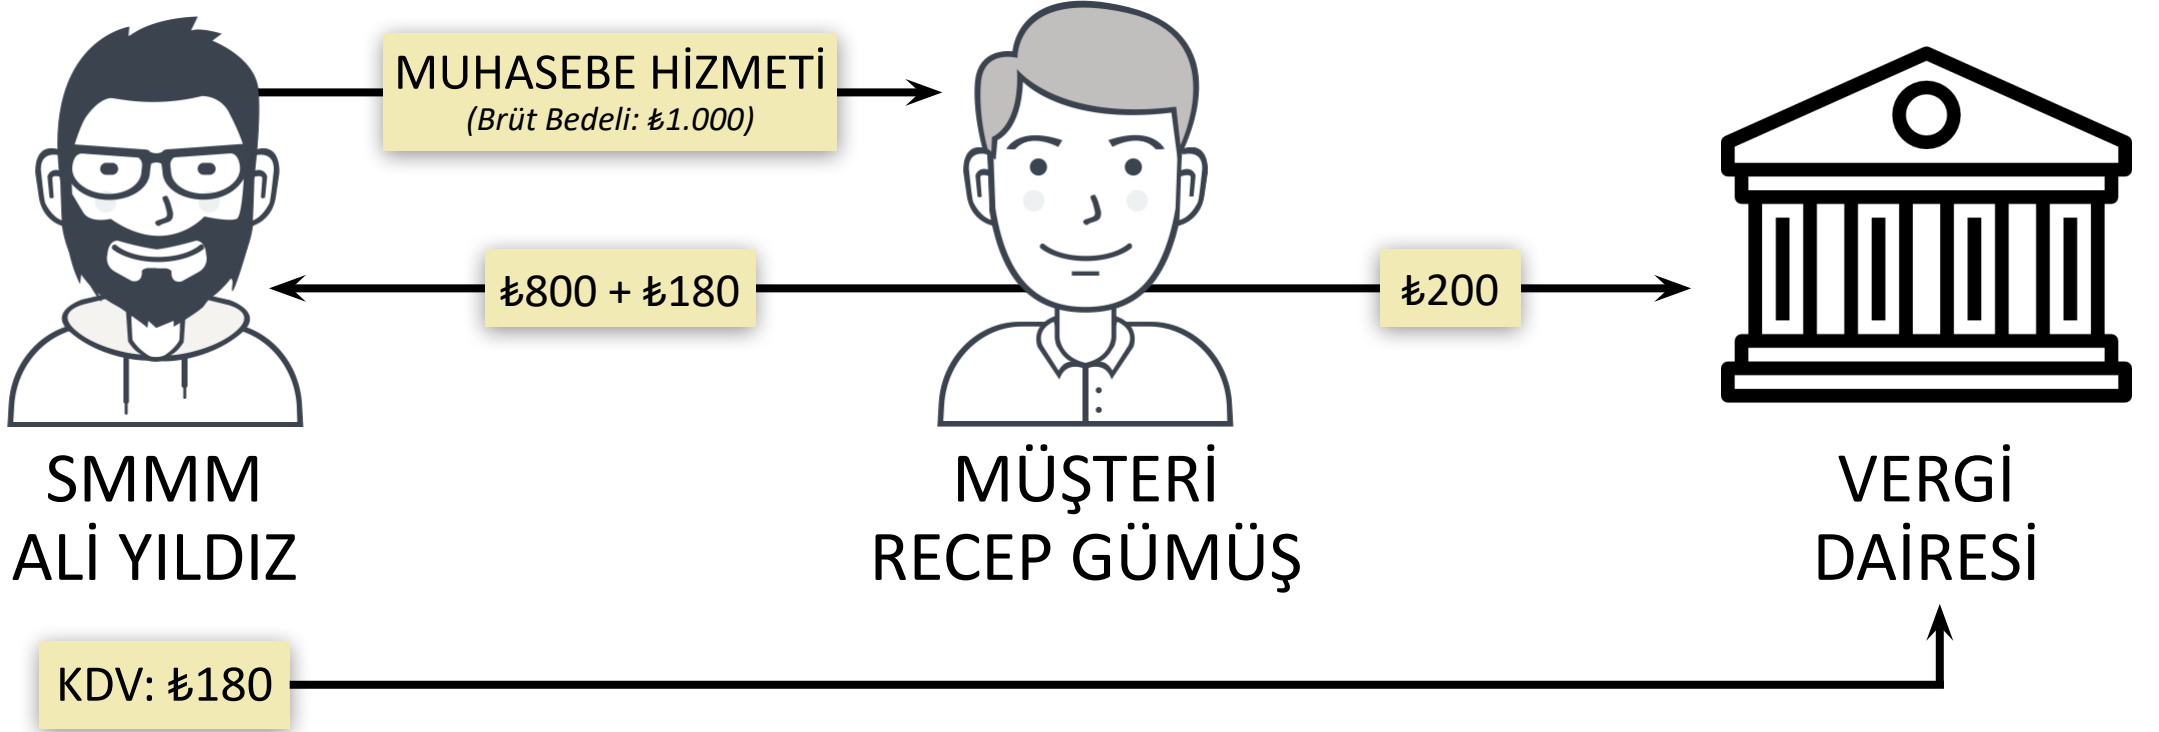 MUHASEBE HİZMETİ
(Brüt Bedeli: ₺1.000)
₺800 + ₺180
₺200
SMMM
ALİ YILDIZ
MÜŞTERİ
RECEP GÜMÜŞ
VERGİ
DAİRESİ
KDV: ₺180